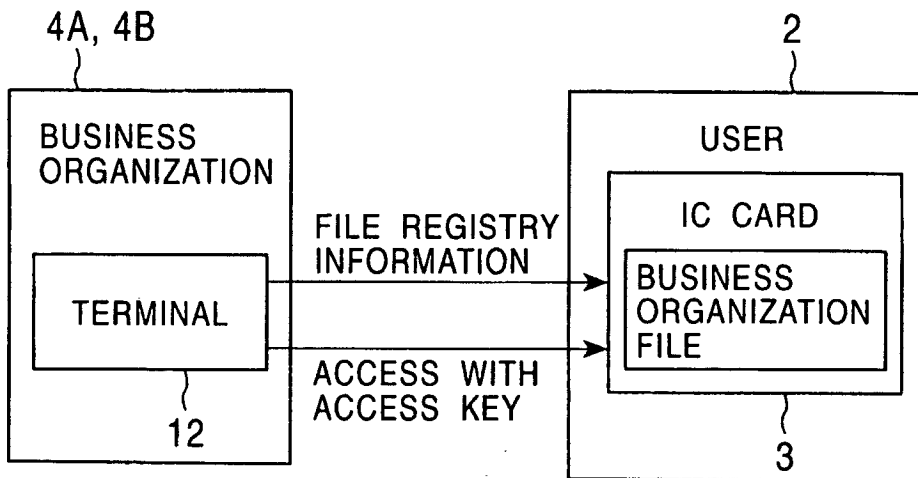 4A, 4B
2
BUSINESS
ORGANIZATION
USER
IC CARD
FILE REGISTRY
INFORMATION
TERMINAL
BUSINESS
ORGANIZATION
FILE
ACCESS WITH
ACCESS KEY
12
3